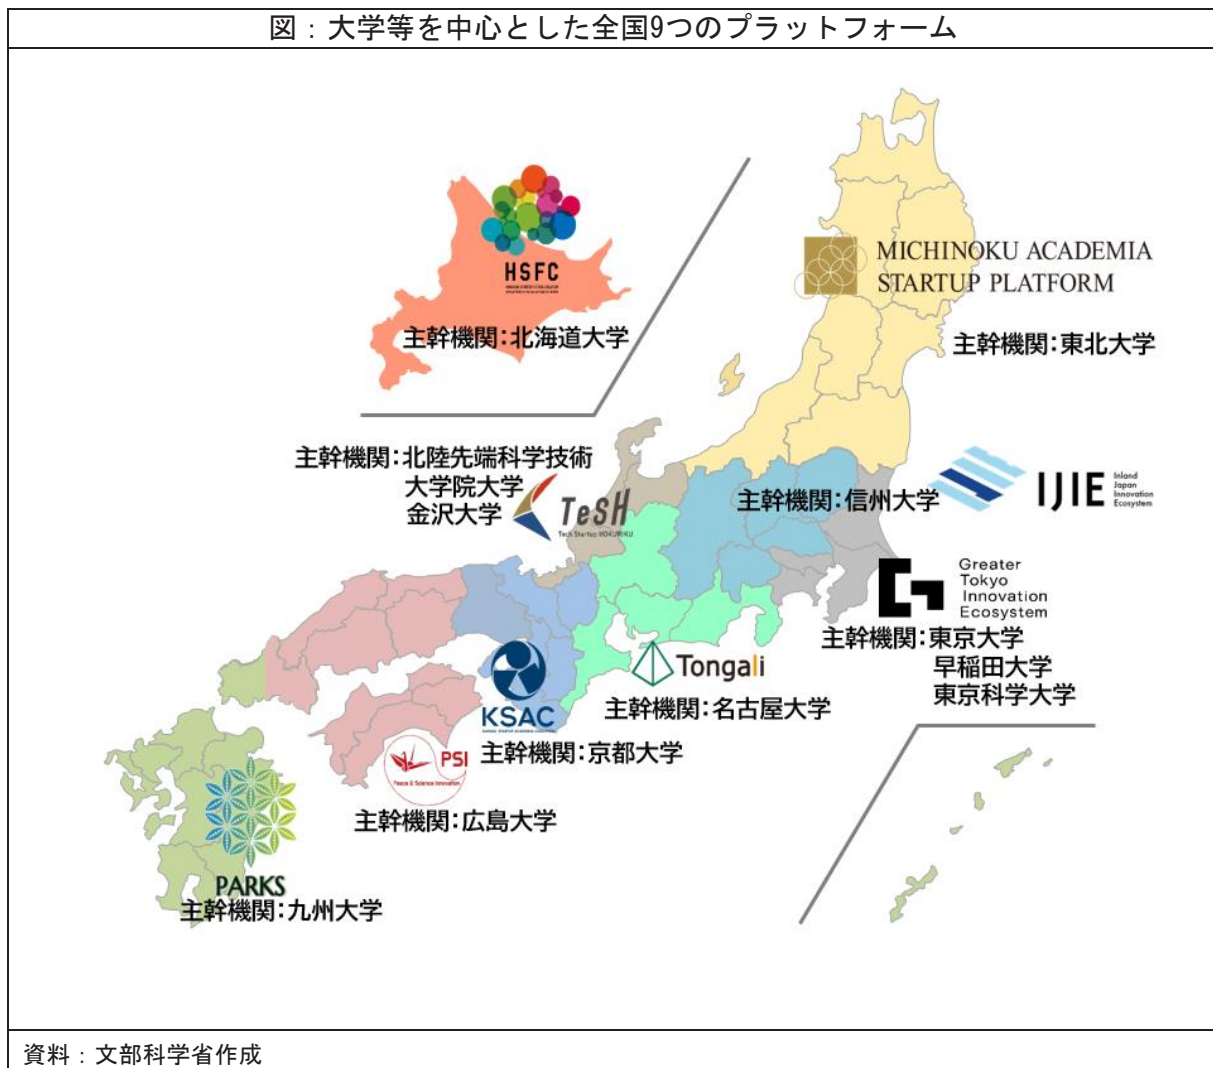 図：大学等を中心とした全国9つのプラットフォーム
HSFC
主幹機関：北海道大学
MICHINOKU ACADEMIA
STARTUP PLATFORM
主幹機関：東北大学
主幹機関：北陸先端科学技術
大学院大学
金沢大学
TeSH
Tech Startup HOKURIKU
主幹機関：信州大学
IJIE
Inland
Japan
Innovation
Ecosystem
Greater
Tokyo
Innovation
Ecosystem
主幹機関：東京大学
早稲田大学
東京科学大学
Tongali
主幹機関：名古屋大学
KSAC
主幹機関：京都大学
PSI
Peace & Science Innovation
主幹機関：広島大学
PARKS
主幹機関：九州大学
資料：文部科学省作成